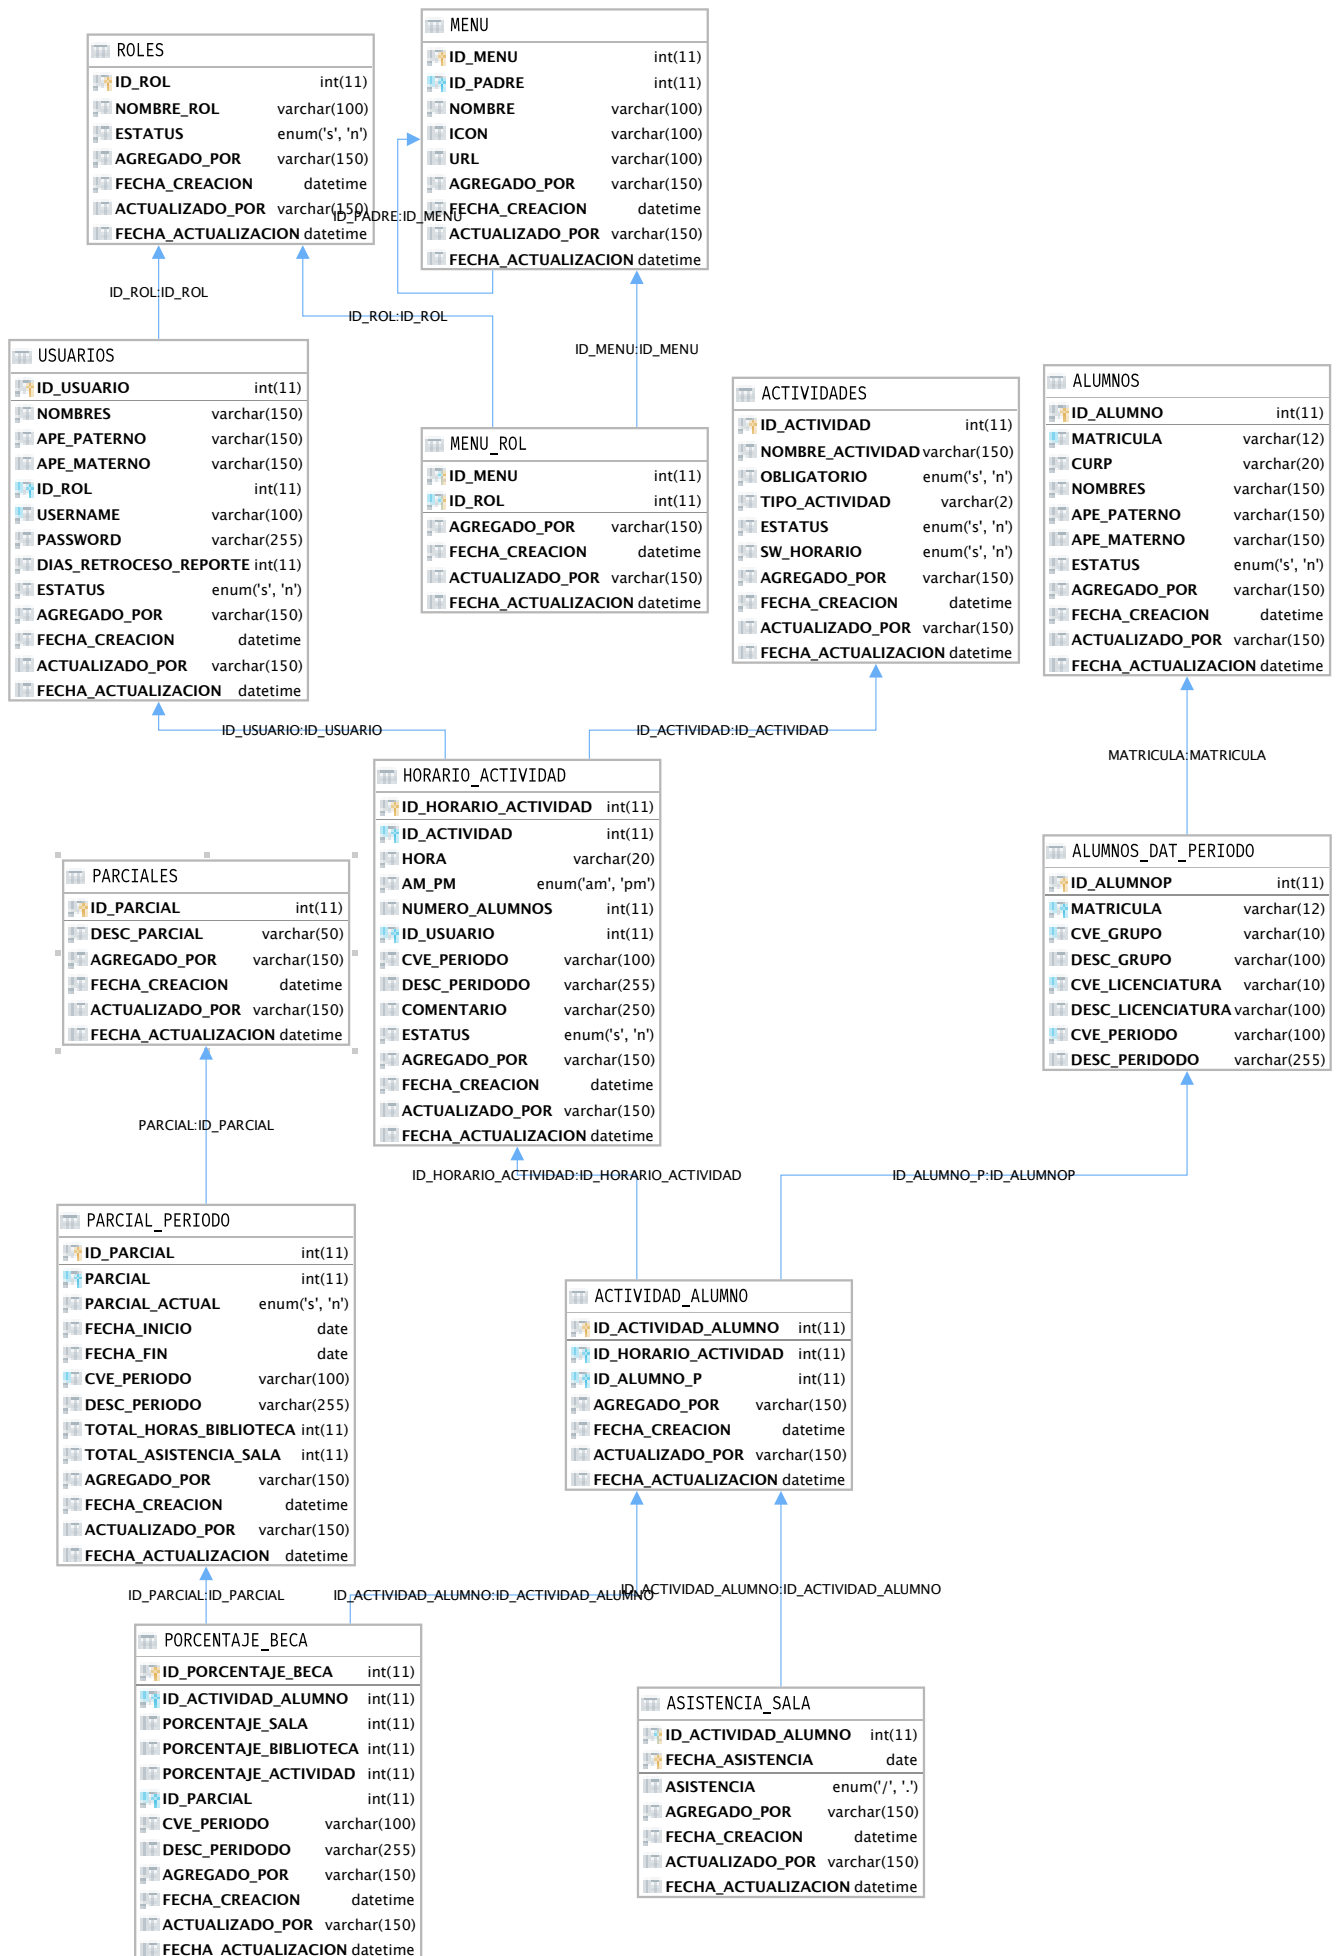 ROLES
ID_ROL int(11)
NOMBRE_ROL varchar(100)
ESTATUS enum('s', 'n')
AGREGADO_POR varchar(150)
FECHA_CREACION datetime
ACTUALIZADO_POR varchar(150)
FECHA_ACTUALIZACION datetime
MENU
ID_MENU int(11)
ID_PADRE int(11)
NOMBRE varchar(100)
ICON varchar(100)
URL varchar(100)
AGREGADO_POR varchar(150)
FECHA_CREACION datetime
ACTUALIZADO_POR varchar(150)
FECHA_ACTUALIZACION datetime
ID_PADRE:ID_MENU
ID_ROL:ID_ROL
ID_ROL:ID_ROL
ID_MENU:ID_MENU
USUARIOS
ID_USUARIO int(11)
NOMBRES varchar(150)
APE_PATERNO varchar(150)
APE_MATERNO varchar(150)
ID_ROL int(11)
USERNAME varchar(100)
PASSWORD varchar(255)
DIAS_RETROCESO_REPORTE int(11)
ESTATUS enum('s', 'n')
AGREGADO_POR varchar(150)
FECHA_CREACION datetime
ACTUALIZADO_POR varchar(150)
FECHA_ACTUALIZACION datetime
MENU_ROL
ID_MENU int(11)
ID_ROL int(11)
AGREGADO_POR varchar(150)
FECHA_CREACION datetime
ACTUALIZADO_POR varchar(150)
FECHA_ACTUALIZACION datetime
ACTIVIDADES
ID_ACTIVIDAD int(11)
NOMBRE_ACTIVIDAD varchar(150)
OBLIGATORIO enum('s', 'n')
TIPO_ACTIVIDAD varchar(2)
ESTATUS enum('s', 'n')
SW_HORARIO enum('s', 'n')
AGREGADO_POR varchar(150)
FECHA_CREACION datetime
ACTUALIZADO_POR varchar(150)
FECHA_ACTUALIZACION datetime
ALUMNOS
ID_ALUMNO int(11)
MATRICULA varchar(12)
CURP varchar(20)
NOMBRES varchar(150)
APE_PATERNO varchar(150)
APE_MATERNO varchar(150)
ESTATUS enum('s', 'n')
AGREGADO_POR varchar(150)
FECHA_CREACION datetime
ACTUALIZADO_POR varchar(150)
FECHA_ACTUALIZACION datetime
ID_USUARIO:ID_USUARIO
ID_ACTIVIDAD:ID_ACTIVIDAD
MATRICULA:MATRICULA
HORARIO_ACTIVIDAD
ID_HORARIO_ACTIVIDAD int(11)
ID_ACTIVIDAD int(11)
HORA varchar(20)
AM_PM enum('am', 'pm')
NUMERO_ALUMNOS int(11)
ID_USUARIO int(11)
CVE_PERIODO varchar(100)
DESC_PERIDODO varchar(255)
COMENTARIO varchar(250)
ESTATUS enum('s', 'n')
AGREGADO_POR varchar(150)
FECHA_CREACION datetime
ACTUALIZADO_POR varchar(150)
FECHA_ACTUALIZACION datetime
PARCIALES
ID_PARCIAL int(11)
DESC_PARCIAL varchar(50)
AGREGADO_POR varchar(150)
FECHA_CREACION datetime
ACTUALIZADO_POR varchar(150)
FECHA_ACTUALIZACION datetime
ALUMNOS_DAT_PERIODO
ID_ALUMNOP int(11)
MATRICULA varchar(12)
CVE_GRUPO varchar(10)
DESC_GRUPO varchar(100)
CVE_LICENCIATURA varchar(10)
DESC_LICENCIATURA varchar(100)
CVE_PERIODO varchar(100)
DESC_PERIDODO varchar(255)
PARCIAL:ID_PARCIAL
ID_HORARIO_ACTIVIDAD:ID_HORARIO_ACTIVIDAD
ID_ALUMNO_P:ID_ALUMNOP
PARCIAL_PERIODO
ID_PARCIAL int(11)
PARCIAL int(11)
PARCIAL_ACTUAL enum('s', 'n')
FECHA_INICIO date
FECHA_FIN date
CVE_PERIODO varchar(100)
DESC_PERIODO varchar(255)
TOTAL_HORAS_BIBLIOTECA int(11)
TOTAL_ASISTENCIA_SALA int(11)
AGREGADO_POR varchar(150)
FECHA_CREACION datetime
ACTUALIZADO_POR varchar(150)
FECHA_ACTUALIZACION datetime
ACTIVIDAD_ALUMNO
ID_ACTIVIDAD_ALUMNO int(11)
ID_HORARIO_ACTIVIDAD int(11)
ID_ALUMNO_P int(11)
AGREGADO_POR varchar(150)
FECHA_CREACION datetime
ACTUALIZADO_POR varchar(150)
FECHA_ACTUALIZACION datetime
ID_PARCIAL:ID_PARCIAL
ID_ACTIVIDAD_ALUMNO:ID_ACTIVIDAD_ALUMNO
ID_ACTIVIDAD_ALUMNO:ID_ACTIVIDAD_ALUMNO
PORCENTAJE_BECA
ID_PORCENTAJE_BECA int(11)
ID_ACTIVIDAD_ALUMNO int(11)
PORCENTAJE_SALA int(11)
PORCENTAJE_BIBLIOTECA int(11)
PORCENTAJE_ACTIVIDAD int(11)
ID_PARCIAL int(11)
CVE_PERIODO varchar(100)
DESC_PERIDODO varchar(255)
AGREGADO_POR varchar(150)
FECHA_CREACION datetime
ACTUALIZADO_POR varchar(150)
FECHA_ACTUALIZACION datetime
ASISTENCIA_SALA
ID_ACTIVIDAD_ALUMNO int(11)
FECHA_ASISTENCIA date
ASISTENCIA enum('/', '.')
AGREGADO_POR varchar(150)
FECHA_CREACION datetime
ACTUALIZADO_POR varchar(150)
FECHA_ACTUALIZACION datetime